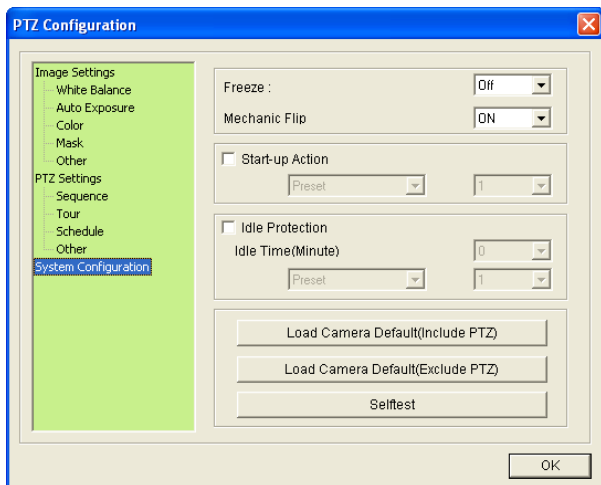 PTZ Configuration
Image Settings
White Balance
Auto Exposure
Color
Mask
Other
PTZ Settings
Sequence
Tour
Schedule
Other
System Configuration
Freeze : Off
Mechanic Flip ON
Start-up Action
Preset 1
Idle Protection
Idle Time(Minute) 0
Preset 1
Load Camera Default(Include PTZ)
Load Camera Default(Exclude PTZ)
Selftest
OK